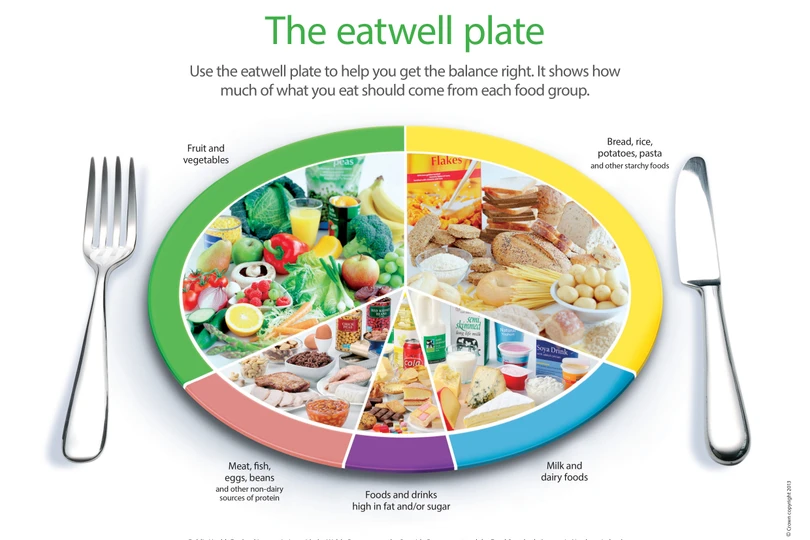 The eatwell plate
Use the eatwell plate to help you get the balance right. It shows how
much of what you eat should come from each food group.
Fruit and
vegetables
Bread, rice,
potatoes, pasta
and other starchy foods
peas
Flakes
semi
skimmed
long life milk
Soya Drink
cola
Meat, fish,
eggs, beans
and other non-dairy
sources of protein
Foods and drinks
high in fat and/or sugar
Milk and
dairy foods
© Crown copyright 2013